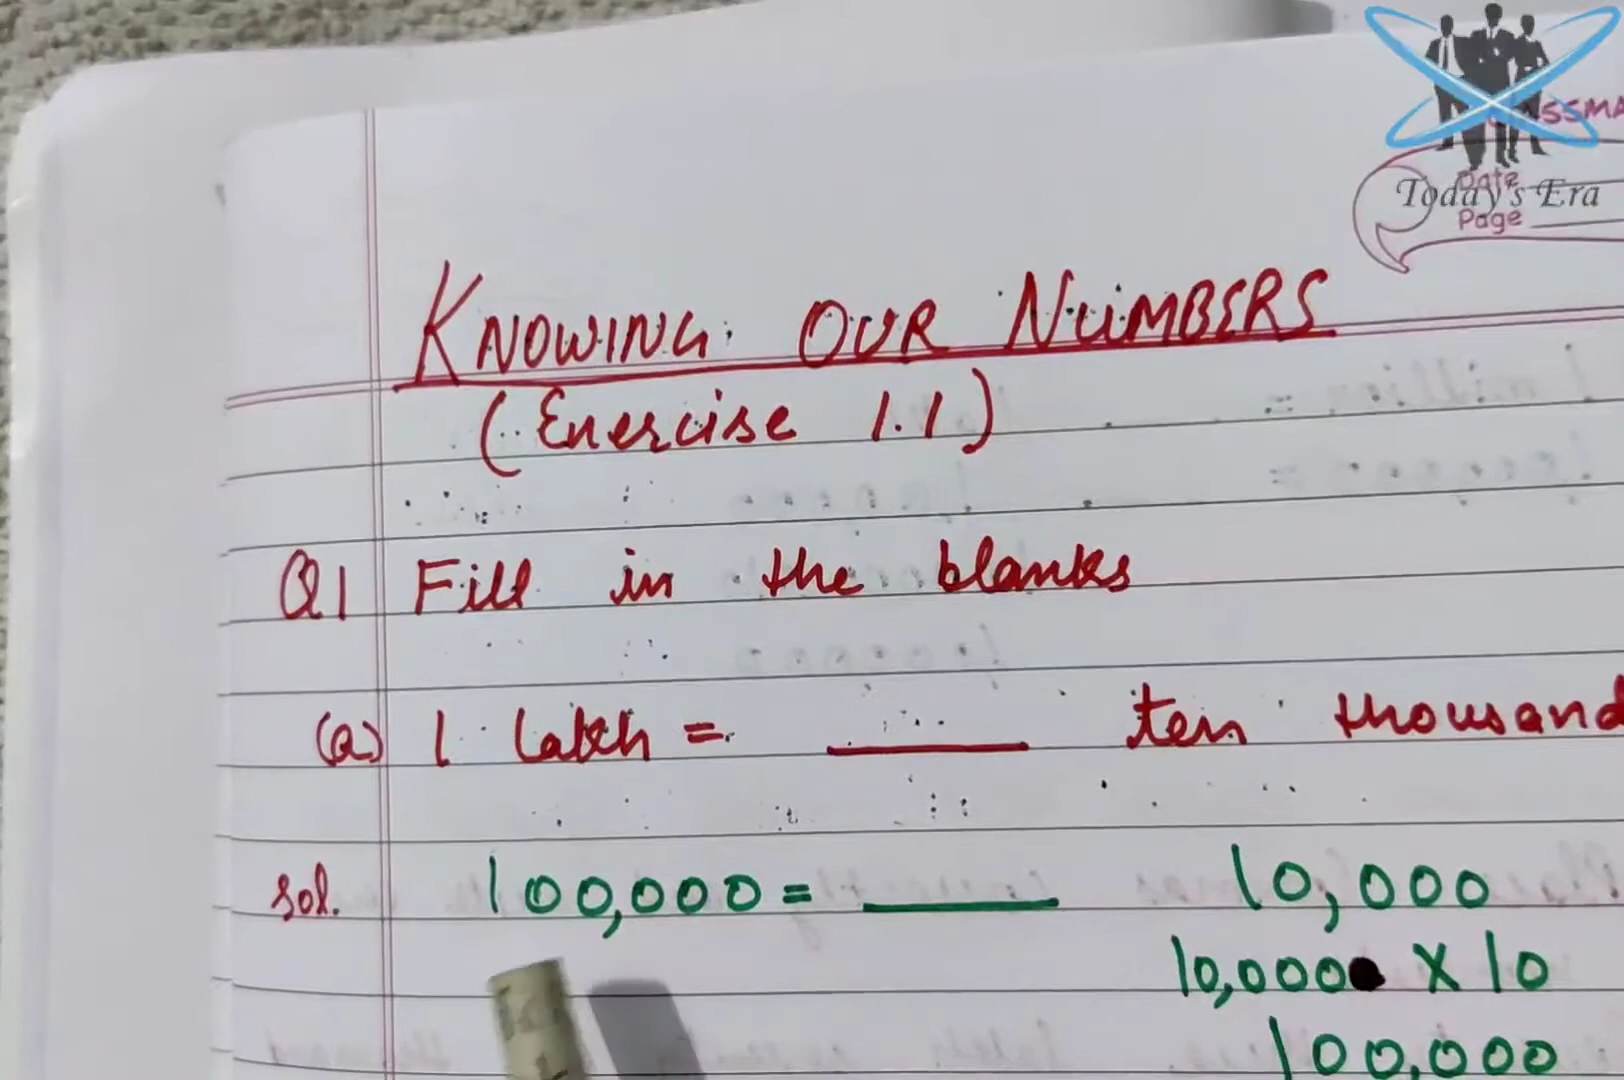 SSMA
Date
Today's Era
Page
KNOWING OUR NUMBERS
(Exercise 1.1)
Q1 Fill in the blanks
(a) 1 lakh = ____ ten thousand
sol. 100,000 = ____ 10,000
10,000 x 10
100,000